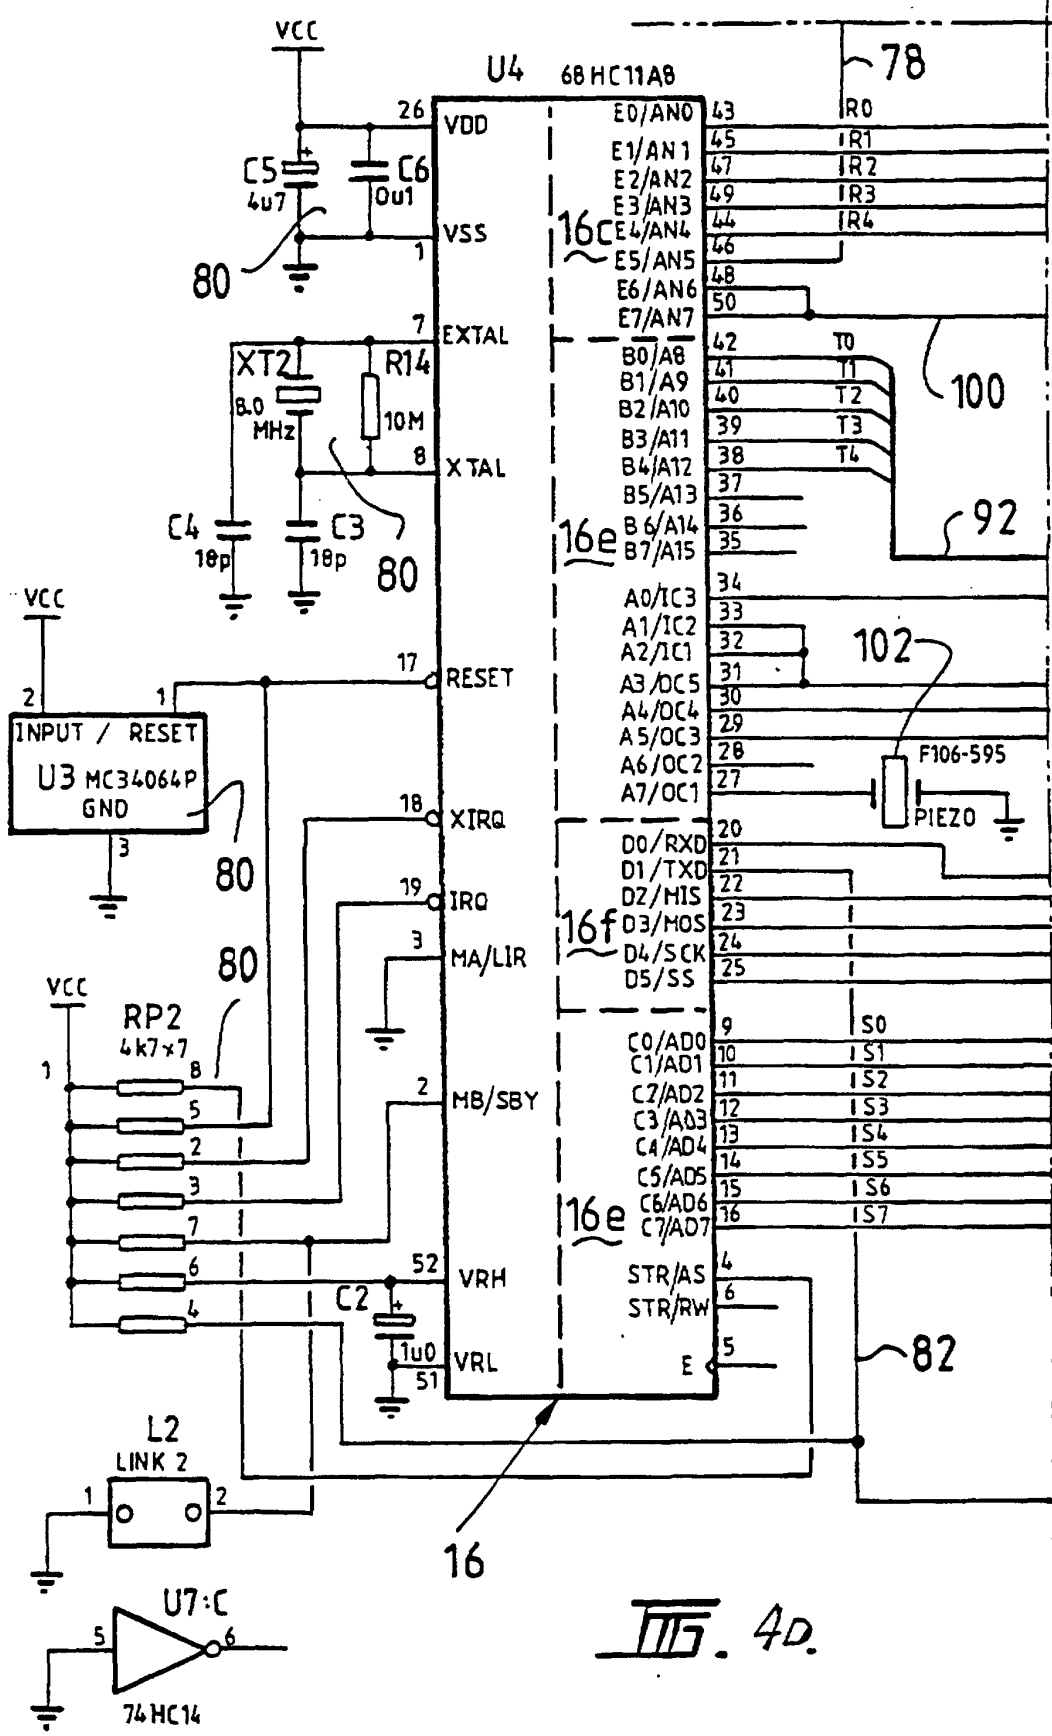 VCC
U4 68HC11A8
78
26 VDD E0/AN0 43 R0
C5 4u7
C6 0u1
E1/AN1 45 R1
E2/AN2 47 R2
E3/AN3 49 R3
1 VSS 16c E4/AN4 44 R4
80
E5/AN5 46
E6/AN6 48
E7/AN7 50
100
7 EXTAL
XT2 8.0 MHz
R14 10M
B0/A8 42 T0
B1/A9 41 T1
B2/A10 40 T2
B3/A11 39 T3
8 XTAL B4/A12 38 T4
B5/A13 37
C4 18p
C3 18p
80
16e B6/A14 36
B7/A15 35
92
VCC
A0/IC3 34
A1/IC2 33
A2/IC1 32
102
17 RESET A3/OC5 31
2 1
A4/OC4 30
INPUT / RESET
A5/OC3 29
U3 MC34064P
GND
80
3
A6/OC2 28
A7/OC1 27
F106-595
PIEZO
18 XIRQ
D0/RXD 20
D1/TXD 21
19 IRQ D2/MIS 22
16f D3/MOS 23
3 MA/LIR D4/SCK 24
D5/SS 25
80
VCC
RP2
4k7x7
1
8
5
2
3
7
6
4
C0/AD0 9 S0
C1/AD1 10 S1
2 MB/SBY C2/AD2 11 S2
C3/AD3 12 S3
C4/AD4 13 S4
C5/AD5 14 S5
C6/AD6 15 S6
16e C7/AD7 16 S7
52 VRH STR/AS 4
C2 1u0
STR/RW 6
51 VRL E 5
82
L2
LINK 2
1 2
16
U7:C
5 6
74HC14
FIG. 4D.